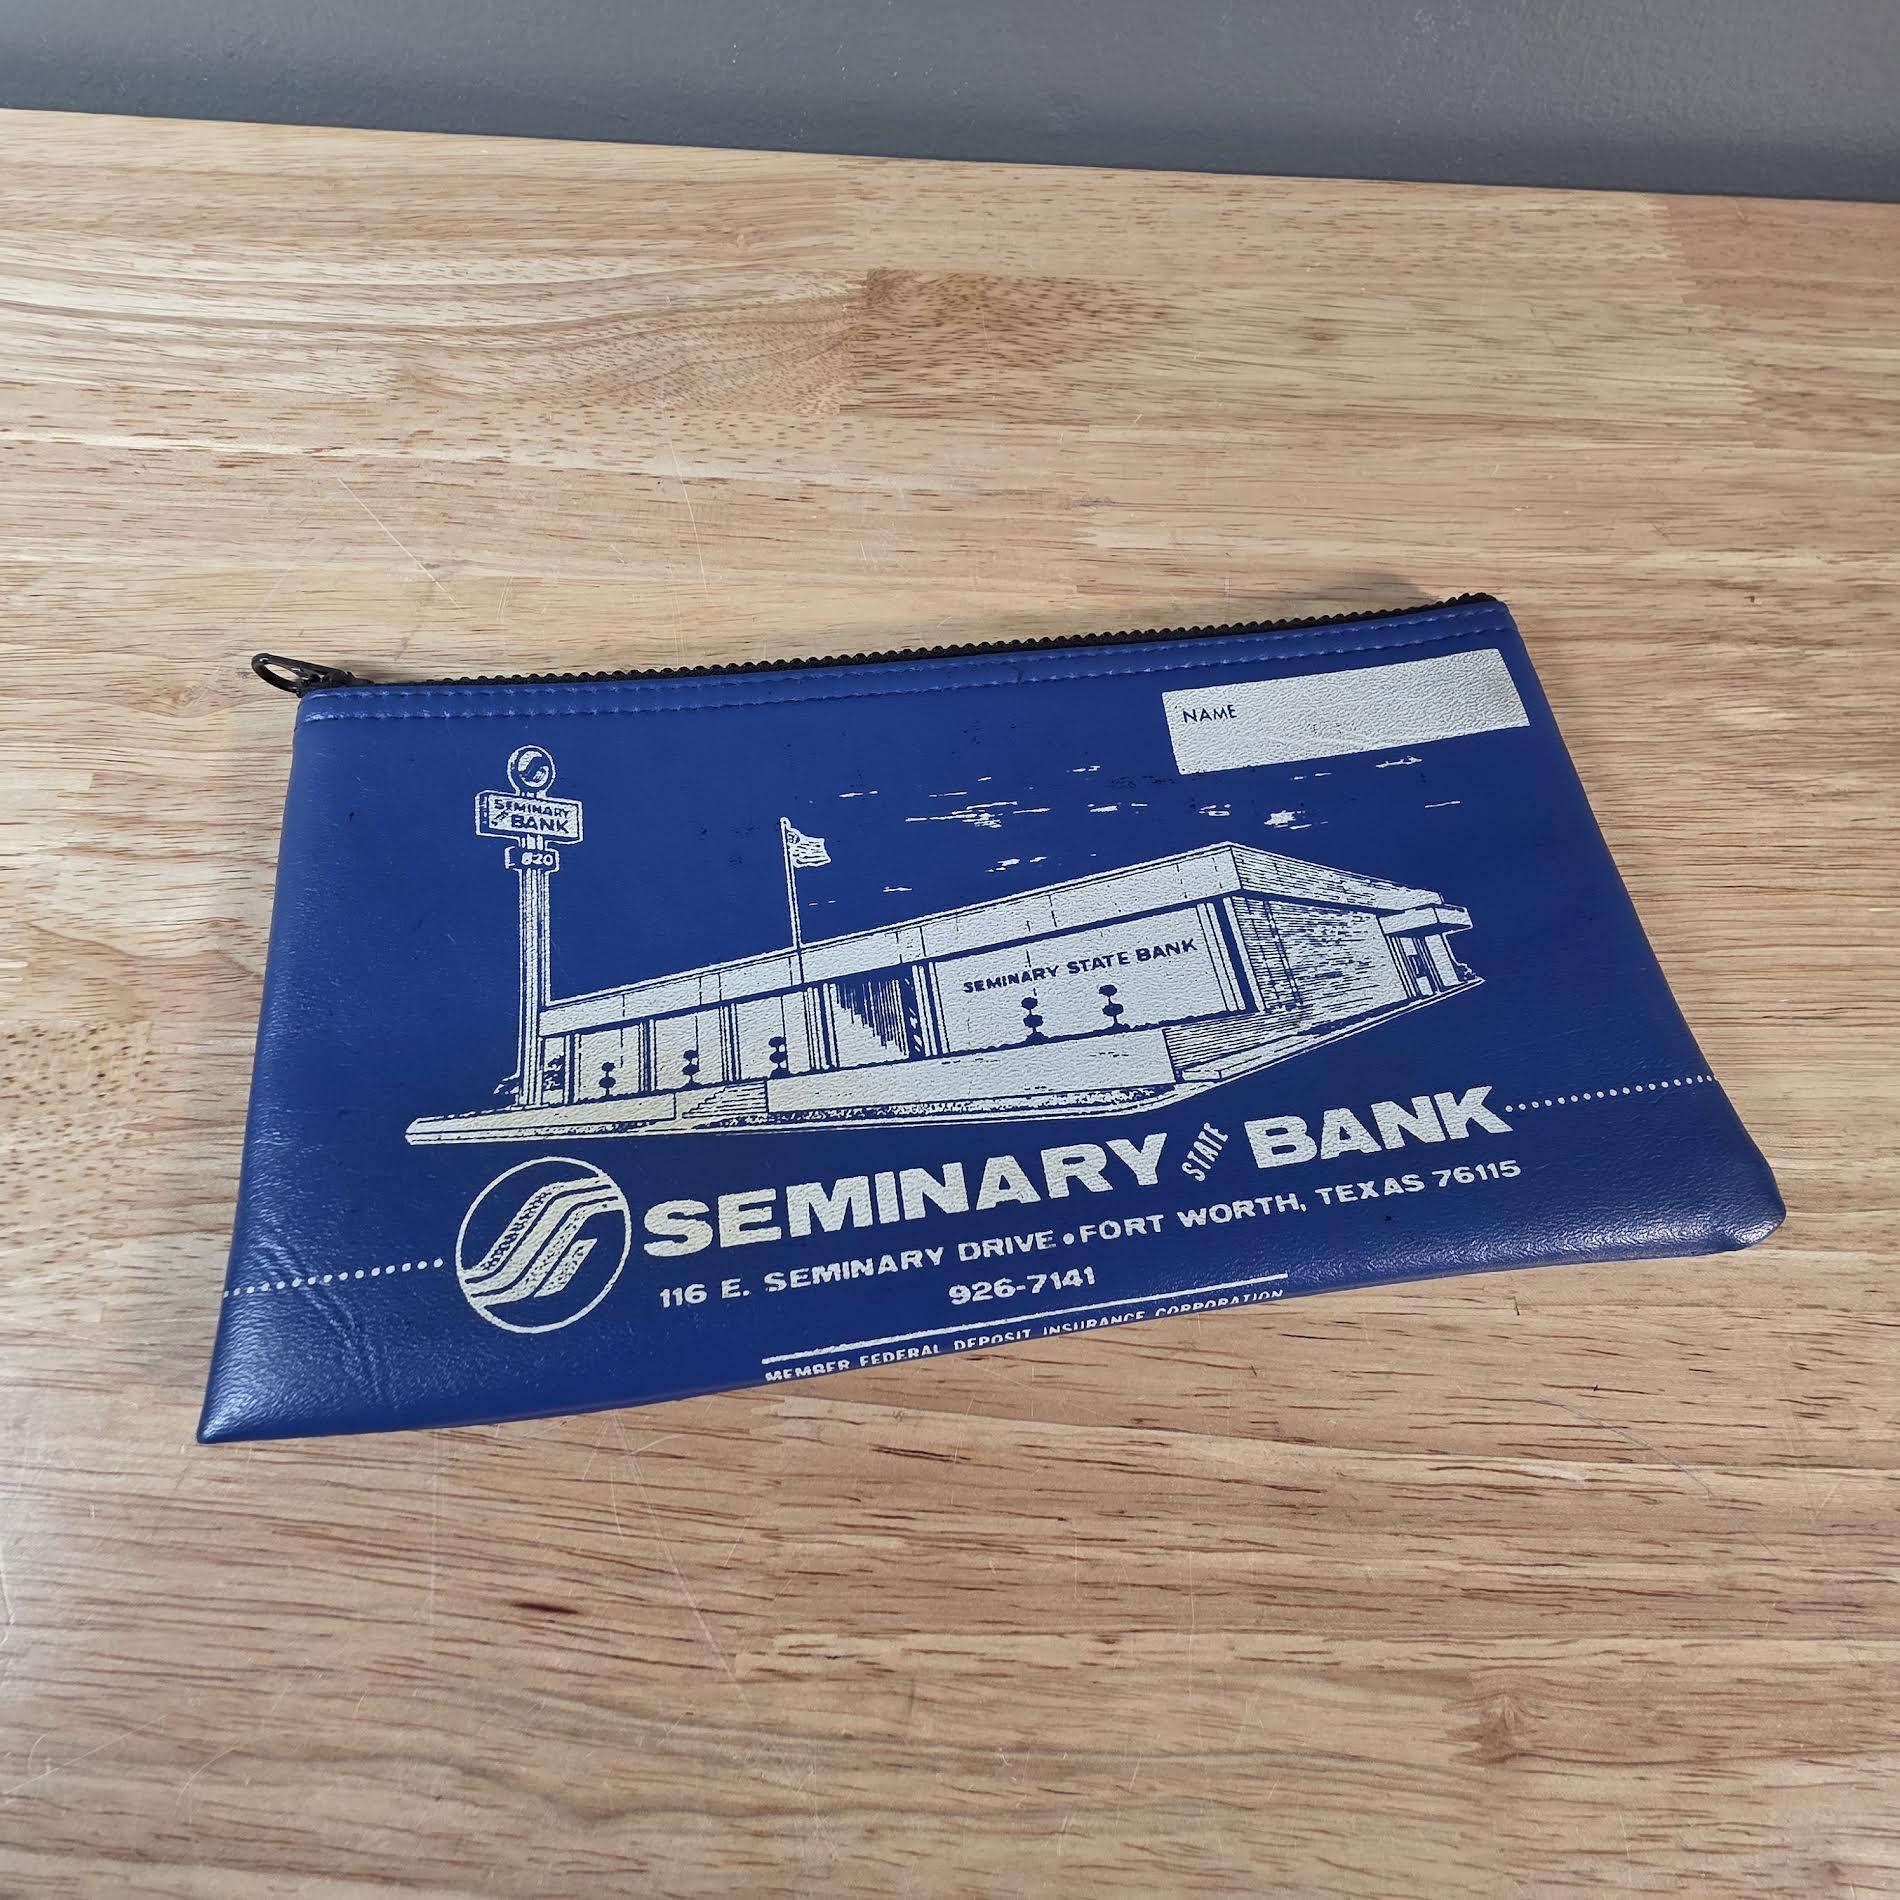 NAME
SEMINARY
BANK
820
SEMINARY STATE BANK
SEMINARY STATE BANK
116 E. SEMINARY DRIVE • FORT WORTH, TEXAS 76115
926-7141
MEMBER FEDERAL DEPOSIT INSURANCE CORPORATION